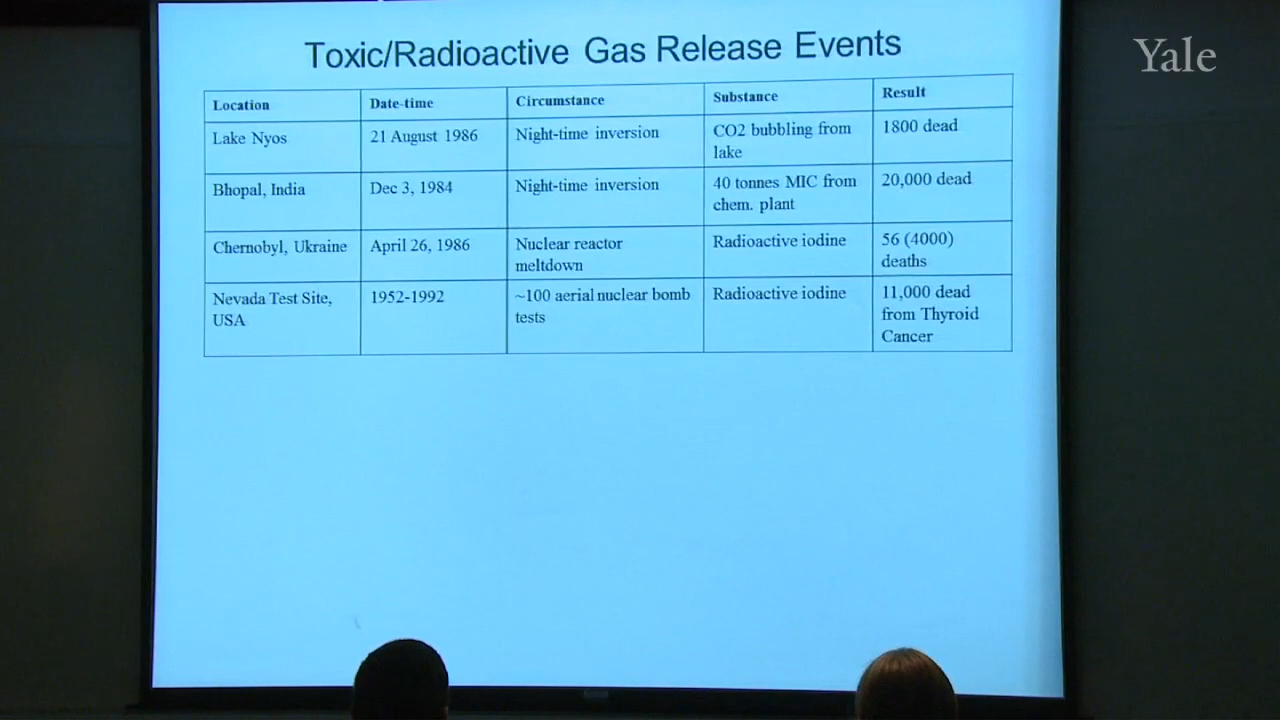 Yale
Toxic/Radioactive Gas Release Events
Location Date-time Circumstance Substance Result
Lake Nyos 21 August 1986 Night-time inversion CO2 bubbling from 1800 dead
lake
Bhopal, India Dec 3, 1984 Night-time inversion 40 tonnes MIC from 20,000 dead
chem. plant
Chernobyl, Ukraine April 26, 1986 Nuclear reactor Radioactive iodine 56 (4000)
meltdown deaths
Nevada Test Site, 1952-1992 ~100 aerial nuclear bomb Radioactive iodine 11,000 dead
USA tests from Thyroid
Cancer